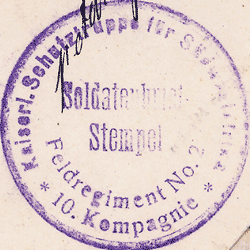 Kaiserl. Schutztruppe für Südwestafrika
Soldatenbrief
Stempel
Feldregiment No. 2
* 10. Kompagnie *